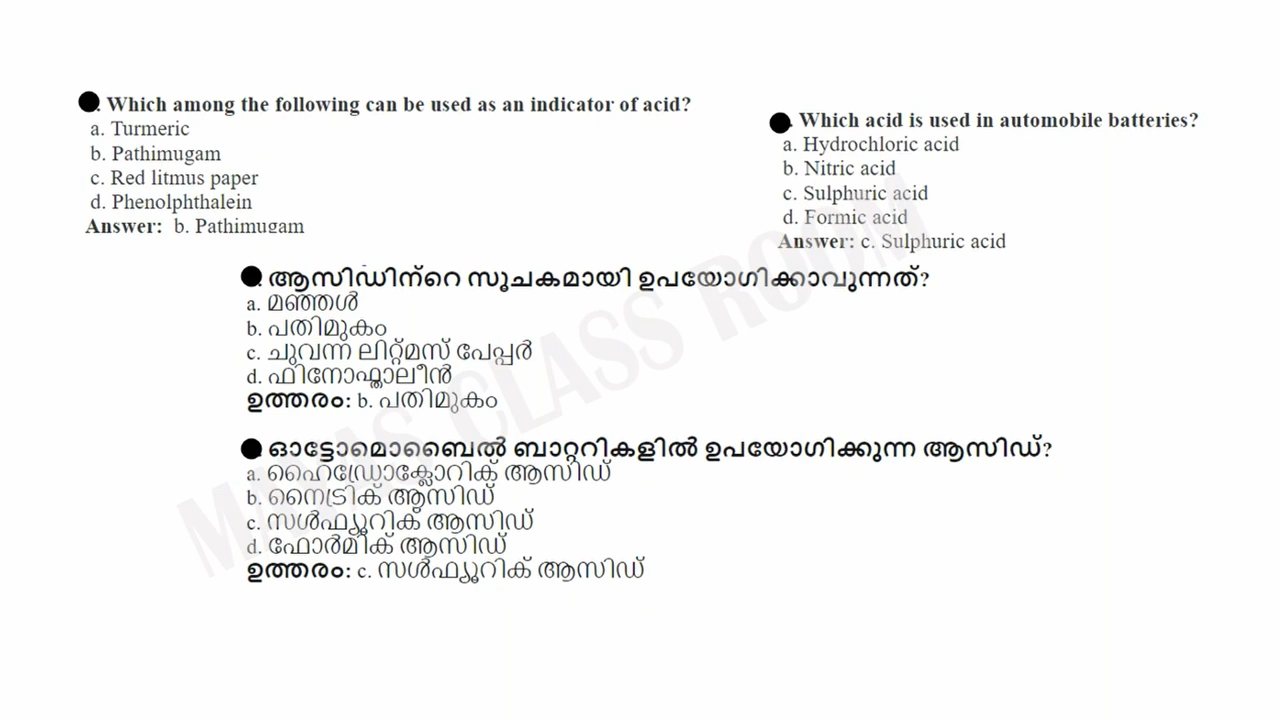 . Which among the following can be used as an indicator of acid?
a. Turmeric
b. Pathimugam
c. Red litmus paper
d. Phenolphthalein
Answer: b. Pathimugam
. Which acid is used in automobile batteries?
a. Hydrochloric acid
b. Nitric acid
c. Sulphuric acid
d. Formic acid
Answer: c. Sulphuric acid
ആസിഡിന്റെ സൂചകമായി ഉപയോഗിക്കാവുന്നത്?
a. മഞ്ഞൾ
b. പതിമുകം
c. ചുവന്ന ലിറ്റ്മസ് പേപ്പർ
d. ഫിനോഫ്താലീൻ
ഉത്തരം: b. പതിമുകം
ഓട്ടോമൊബൈൽ ബാറ്ററികളിൽ ഉപയോഗിക്കുന്ന ആസിഡ്?
a. ഹൈഡ്രോക്ലോറിക് ആസിഡ്
b. നൈട്രിക് ആസിഡ്
c. സൾഫ്യൂറിക് ആസിഡ്
d. ഫോർമിക് ആസിഡ്
ഉത്തരം: c. സൾഫ്യൂറിക് ആസിഡ്
CLASS ROOM